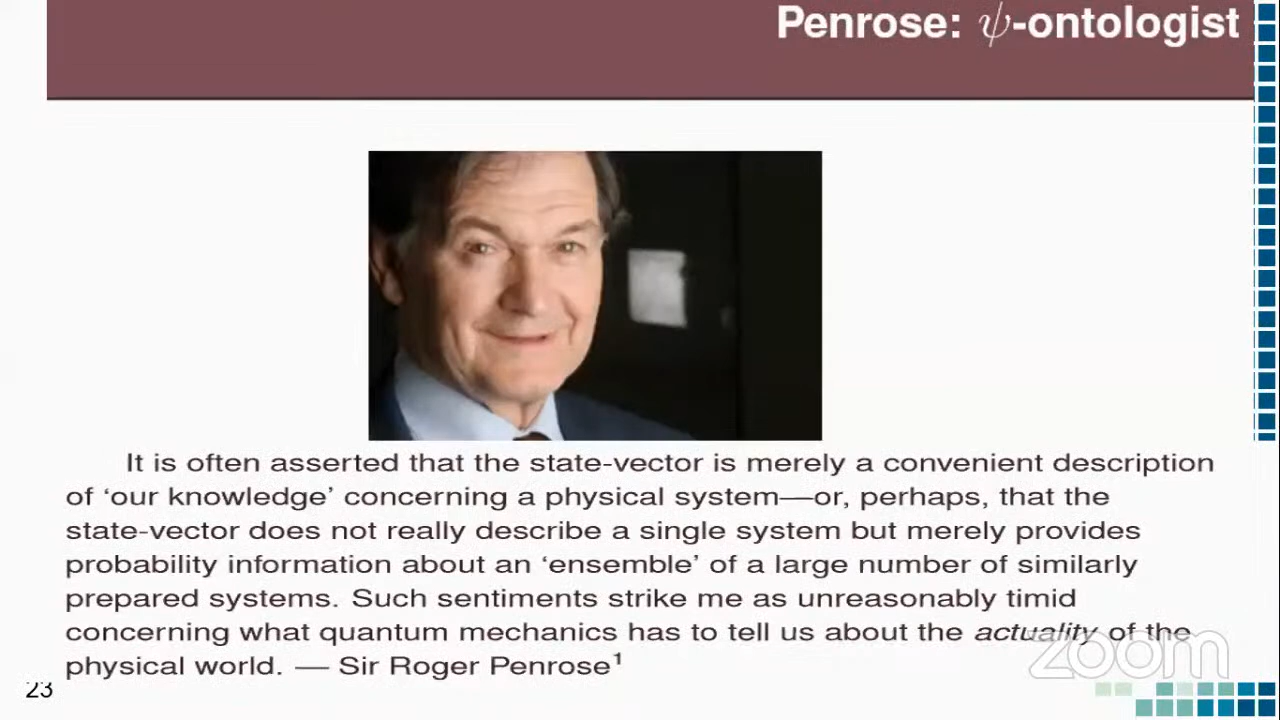 Penrose: ψ-ontologist
It is often asserted that the state-vector is merely a convenient description
of ‘our knowledge’ concerning a physical system—or, perhaps, that the
state-vector does not really describe a single system but merely provides
probability information about an ‘ensemble’ of a large number of similarly
prepared systems. Such sentiments strike me as unreasonably timid
concerning what quantum mechanics has to tell us about the actuality of the
physical world. — Sir Roger Penrose¹
zoom
23